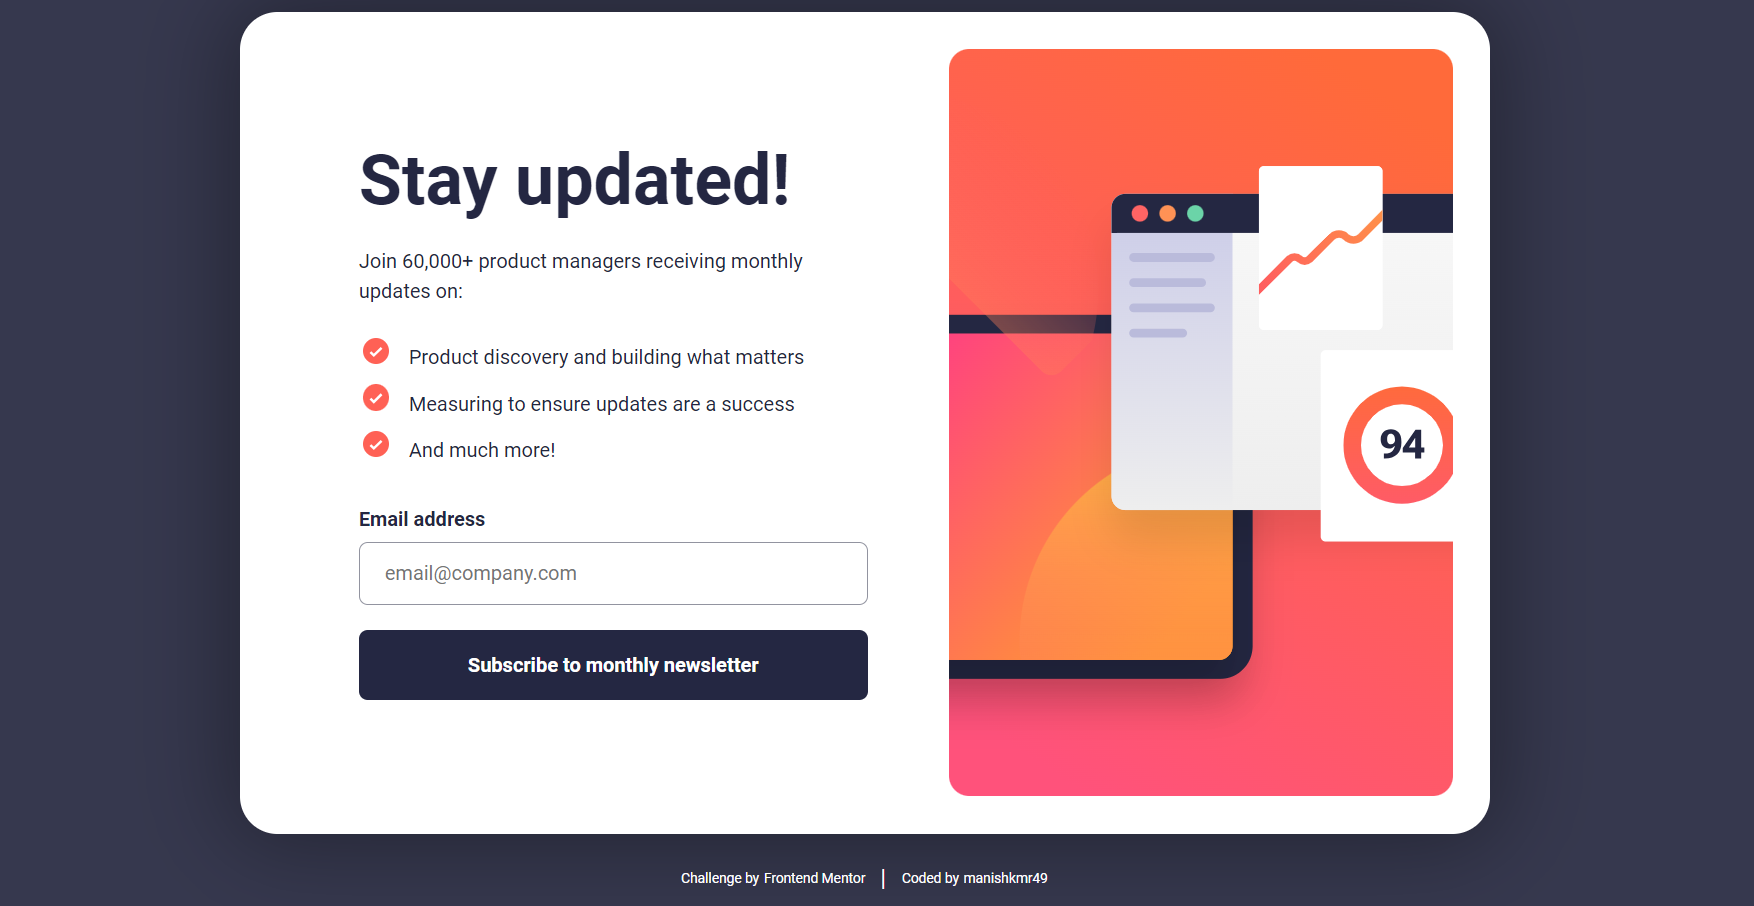 Stay updated!
Join 60,000+ product managers receiving monthly
updates on:
Product discovery and building what matters
Measuring to ensure updates are a success
And much more!
Email address
email@company.com
Subscribe to monthly newsletter
94
Challenge by Frontend Mentor | Coded by manishkmr49